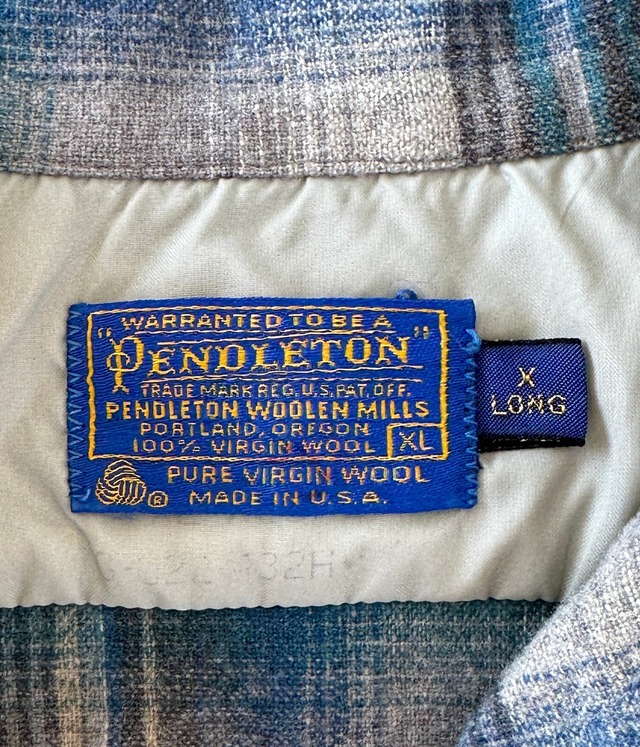 WARRANTED TO BE A
"PENDLETON"
TRADE MARK REG. U.S. PAT. OFF.
PENDLETON WOOLEN MILLS
PORTLAND, OREGON
100% VIRGIN WOOL XL
PURE VIRGIN WOOL
® MADE IN U.S.A.
X
LONG
32H